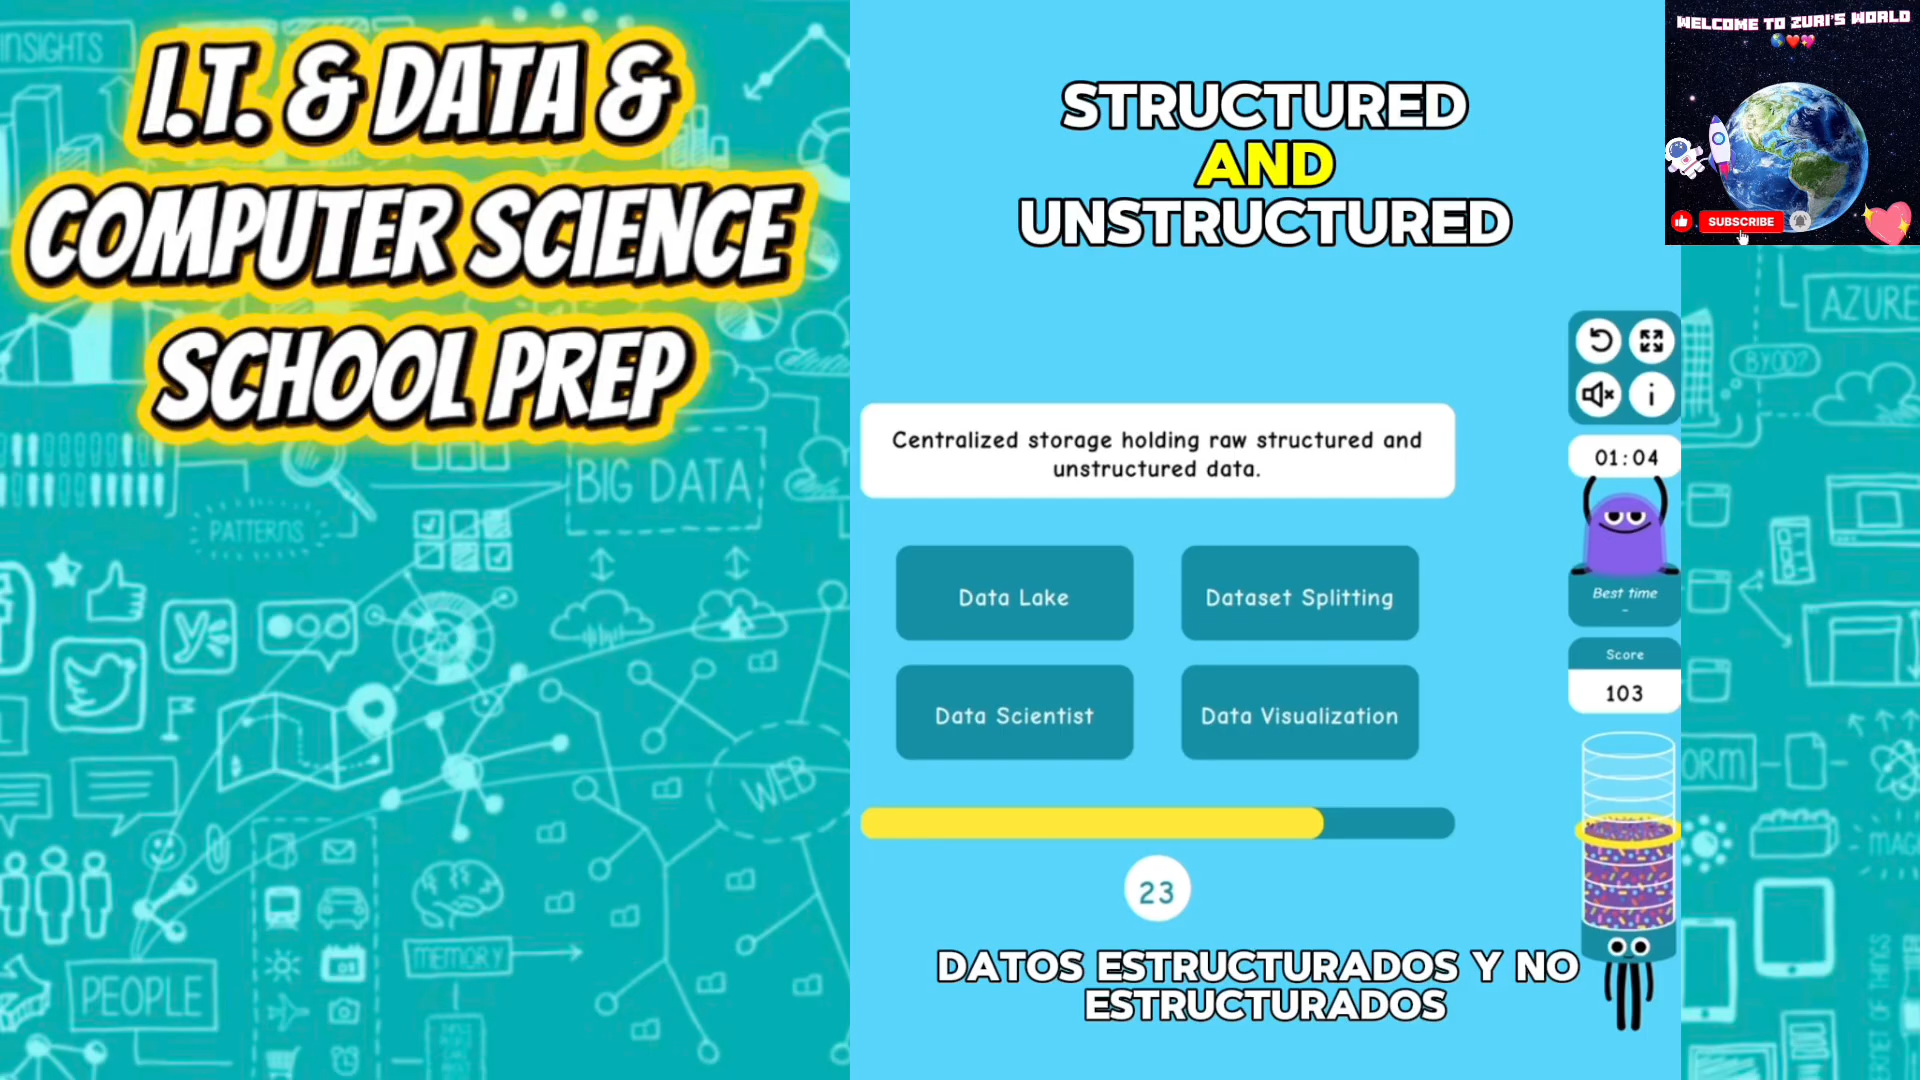 I.T. & DATA &
COMPUTER SCIENCE
SCHOOL PREP
INSIGHTS
BIG DATA
PATTERNS
WEB
MEMORY
PEOPLE
STRUCTURED
AND
UNSTRUCTURED
Centralized storage holding raw structured and
unstructured data.
Data Lake
Dataset Splitting
Data Scientist
Data Visualization
23
DATOS ESTRUCTURADOS Y NO
ESTRUCTURADOS
WELCOME TO ZURI'S WORLD
SUBSCRIBE
01:04
Best time
-
Score
103
AZURE
BYOD?